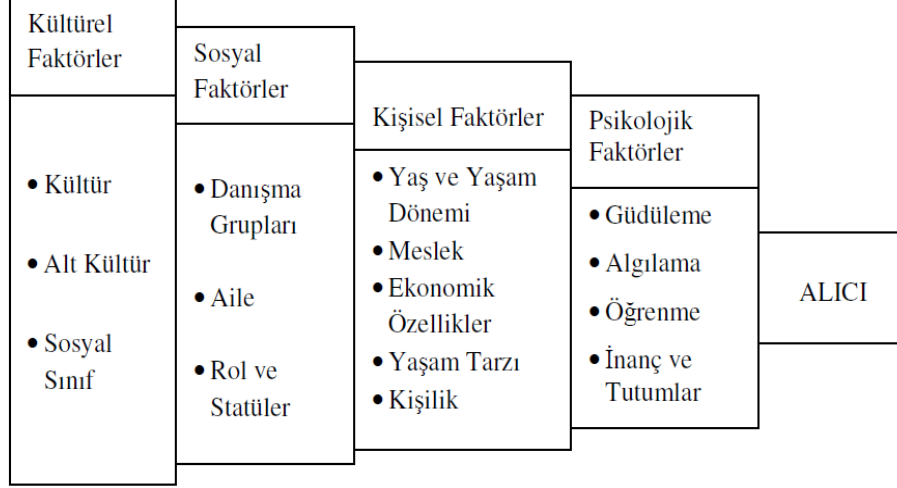 Kültürel
Faktörler
• Kültür
• Alt Kültür
• Sosyal
Sınıf
Sosyal
Faktörler
• Danışma
Grupları
• Aile
• Rol ve
Statüler
Kişisel Faktörler
• Yaş ve Yaşam
Dönemi
• Meslek
• Ekonomik
Özellikler
• Yaşam Tarzı
• Kişilik
Psikolojik
Faktörler
• Güdüleme
• Algılama
• Öğrenme
• İnanç ve
Tutumlar
ALICI